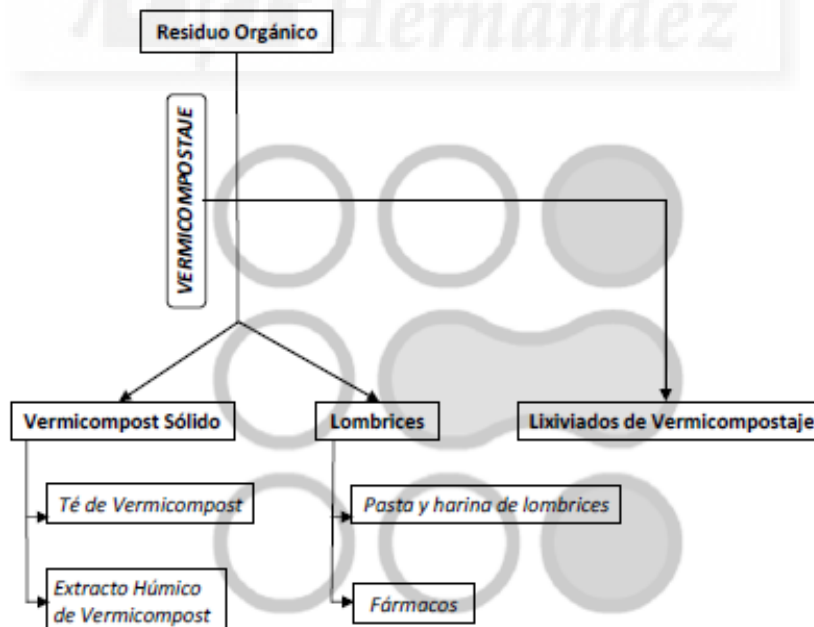 Hernández
Residuo Orgánico
VERMICOMPOSTAJE
Vermicompost Sólido
Lombrices
Lixiviados de Vermicompostaje
Té de Vermicompost
Pasta y harina de lombrices
Extracto Húmico
de Vermicompost
Fármacos